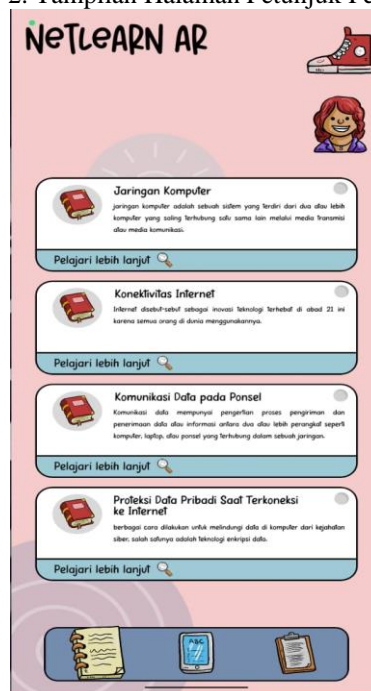 2. Tampilan Halaman Petunjuk Pe
NETLEARN AR
Jaringan Komputer
jaringan komputer adalah sebuah sistem yang terdiri dari dua atau lebih
komputer yang saling terhubung satu sama lain melalui media transmisi
atau media komunikasi.
Pelajari lebih lanjut
Konektivitas Internet
Internet disebut-sebut sebagai inovasi teknologi terhebat di abad 21 ini
karena semua orang di dunia menggunakannya.
Pelajari lebih lanjut
Komunikasi Data pada Ponsel
Komunikasi data mempunyai pengertian proses pengiriman dan
penerimaan data atau informasi antara dua atau lebih perangkat seperti
komputer, laptop, atau ponsel yang terhubung dalam sebuah jaringan.
Pelajari lebih lanjut
Proteksi Data Pribadi Saat Terkoneksi
ke Internet
berbagai cara dilakukan untuk melindungi data di komputer dari kejahatan
siber. salah satunya adalah teknologi enkripsi data.
Pelajari lebih lanjut
ABC